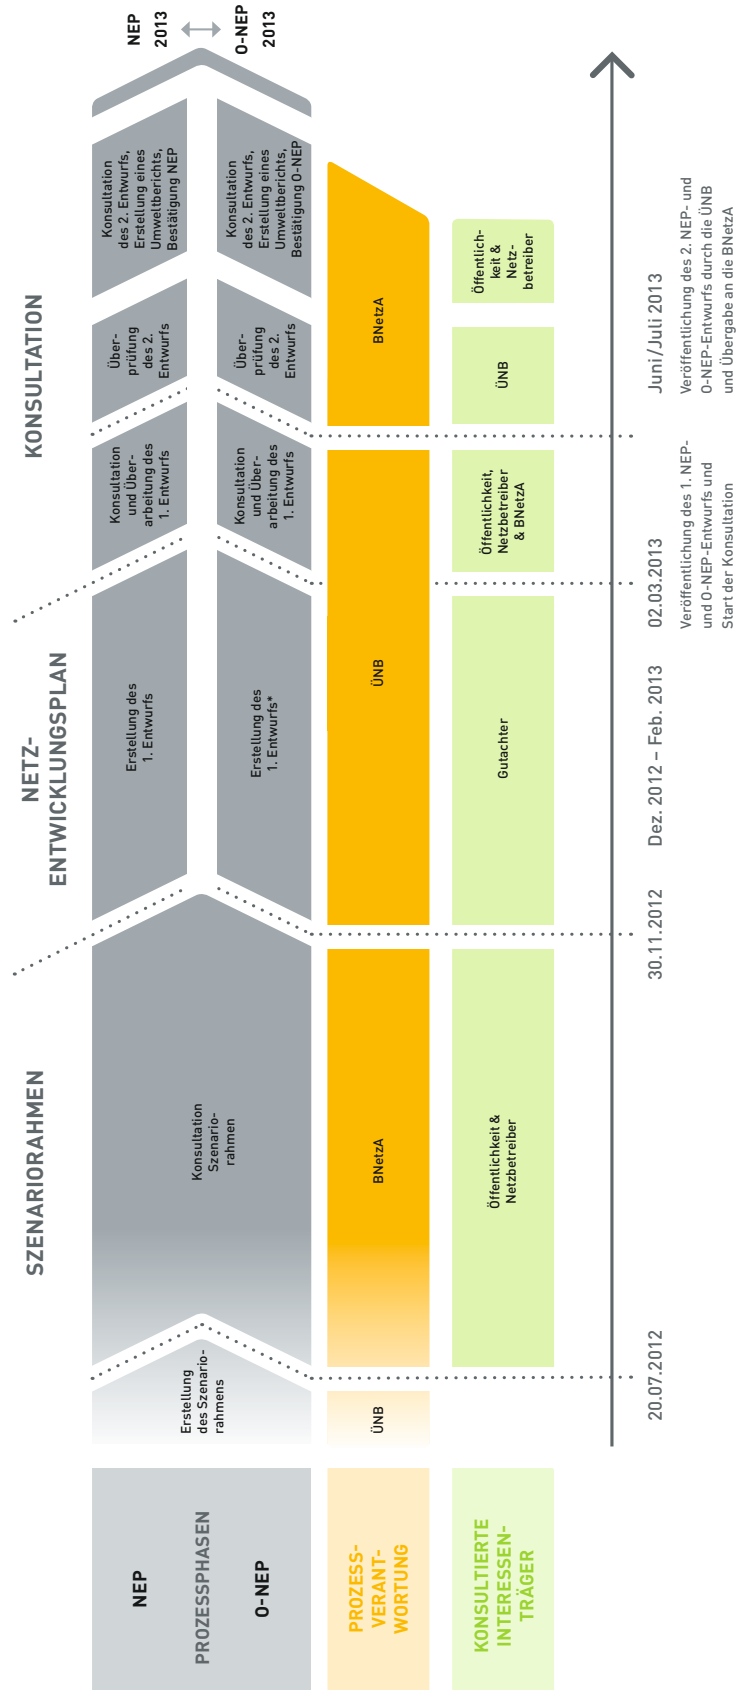 SZENARIORAHMEN
NETZ-
ENTWICKLUNGSPLAN
KONSULTATION
NEP
PROZESSPHASEN
O-NEP
Erstellung
des Szenario-
rahmens
Konsultation
Szenario-
rahmen
Erstellung des
1. Entwurfs
Konsultation
und Über-
arbeitung des
1. Entwurfs
Über-
prüfung
des 2.
Entwurfs
Konsultation
des 2. Entwurfs,
Erstellung eines
Umweltberichts,
Bestätigung NEP
NEP
2013
Erstellung des
1. Entwurfs*
Konsultation
und Über-
arbeitung des
1. Entwurfs
Über-
prüfung
des 2.
Entwurfs
Konsultation
des 2. Entwurfs,
Erstellung eines
Umweltberichts,
Bestätigung O-NEP
O-NEP
2013
PROZESS-
VERANT-
WORTUNG
ÜNB
BNetzA
ÜNB
BNetzA
KONSULTIERTE
INTERESSEN-
TRÄGER
Öffentlichkeit &
Netzbetreiber
Gutachter
Öffentlichkeit,
Netzbetreiber
& BNetzA
ÜNB
Öffentlich-
keit &
Netz-
betreiber
20.07.2012
30.11.2012
Dez. 2012 – Feb. 2013
02.03.2013
Veröffentlichung des 1. NEP-
und O-NEP-Entwurfs und
Start der Konsultation
Juni/Juli 2013
Veröffentlichung des 2. NEP- und
O-NEP-Entwurfs durch die ÜNB
und Übergabe an die BNetzA